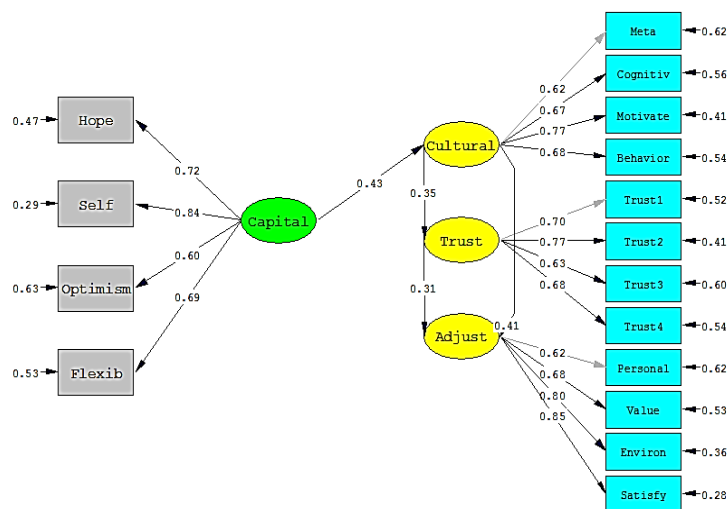 Meta
0.62
0.62
Cognitiv
0.56
0.67
0.47
Hope
Motivate
0.41
0.77
Cultural
0.68
Behavior
0.54
0.72
0.43
0.35
0.29
Self
0.84
Capital
Trust1
0.52
0.70
Trust
0.77
Trust2
0.41
0.60
0.63
0.63
Optimism
0.69
0.31
0.68
Trust3
0.60
0.41
Trust4
0.54
Adjust
0.62
0.53
Flexib
0.68
Personal
0.62
0.80
0.85
Value
0.53
Environ
0.36
Satisfy
0.28